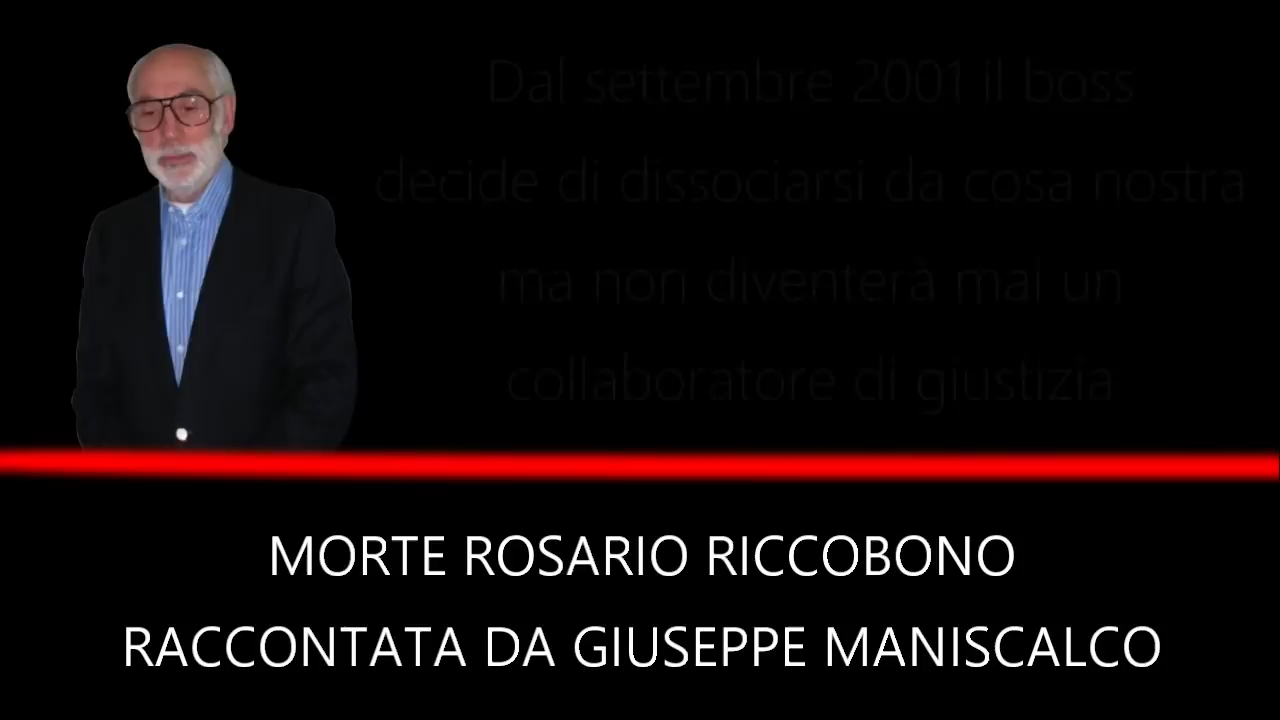 Dal settembre 2001 il boss
decide di dissociarsi da cosa nostra
ma non diventerà mai un
collaboratore di giustizia
MORTE ROSARIO RICCOBONO
RACCONTATA DA GIUSEPPE MANISCALCO